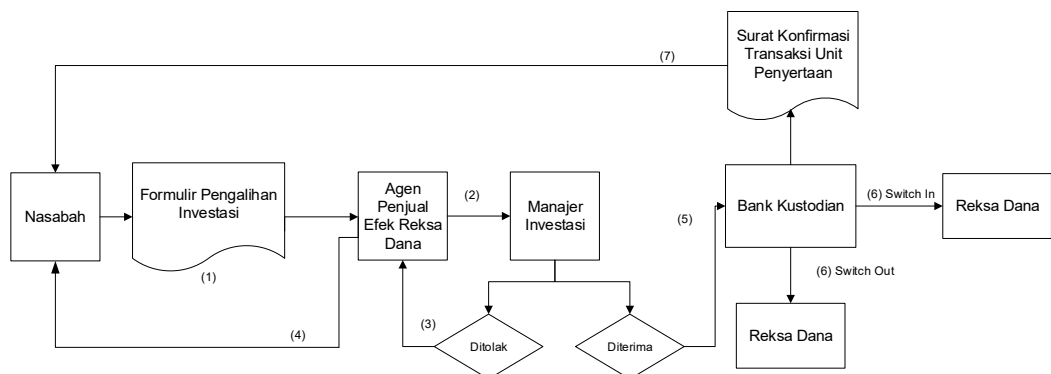 Surat Konfirmasi
Transaksi Unit
Penyertaan
(7)
Nasabah
Formulir Pengalihan
Investasi
(1)
Agen
Penjual
Efek Reksa
Dana
(2)
Manajer
Investasi
(5)
Bank Kustodian
(6) Switch In
Reksa Dana
(6) Switch Out
Reksa Dana
(4)
(3)
Ditolak
Diterima